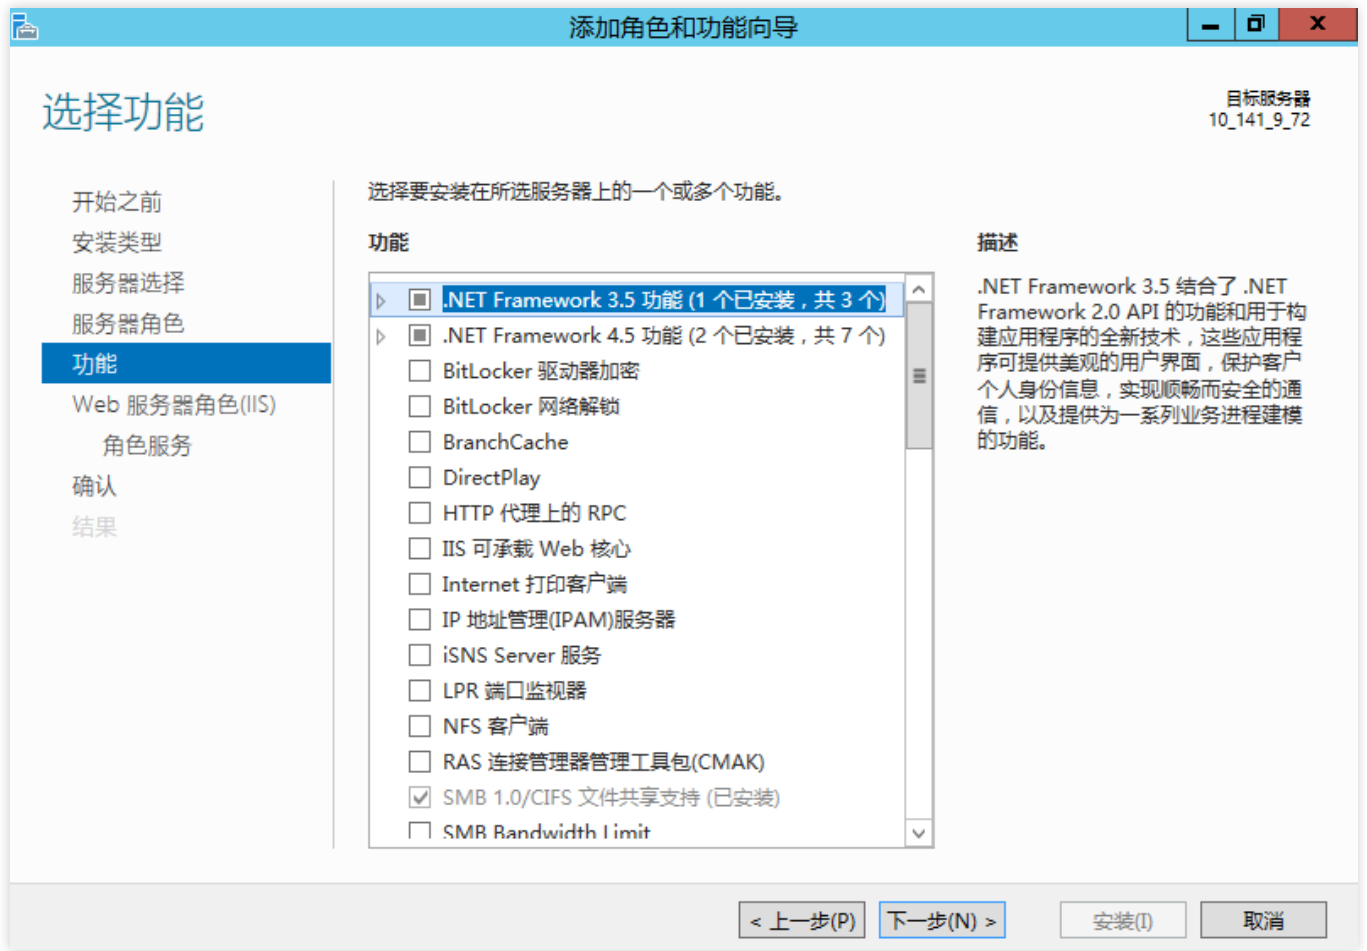 添加角色和功能向导
选择功能
目标服务器
10_141_9_72
开始之前
安装类型
服务器选择
服务器角色
功能
Web 服务器角色(IIS)
角色服务
确认
结果
选择要安装在所选服务器上的一个或多个功能。
功能
.NET Framework 3.5 功能 (1 个已安装，共 3 个)
.NET Framework 4.5 功能 (2 个已安装，共 7 个)
BitLocker 驱动器加密
BitLocker 网络解锁
BranchCache
DirectPlay
HTTP 代理上的 RPC
IIS 可承载 Web 核心
Internet 打印客户端
IP 地址管理(IPAM)服务器
iSNS Server 服务
LPR 端口监视器
NFS 客户端
RAS 连接管理器管理工具包(CMAK)
SMB 1.0/CIFS 文件共享支持 (已安装)
SMB Bandwidth Limit
描述
.NET Framework 3.5 结合了 .NET
Framework 2.0 API 的功能和用于构
建应用程序的全新技术，这些应用程
序可提供美观的用户界面，保护客户
个人身份信息，实现顺畅而安全的通
信，以及提供为一系列业务进程建模
的功能。
< 上一步(P)
下一步(N) >
安装(I)
取消